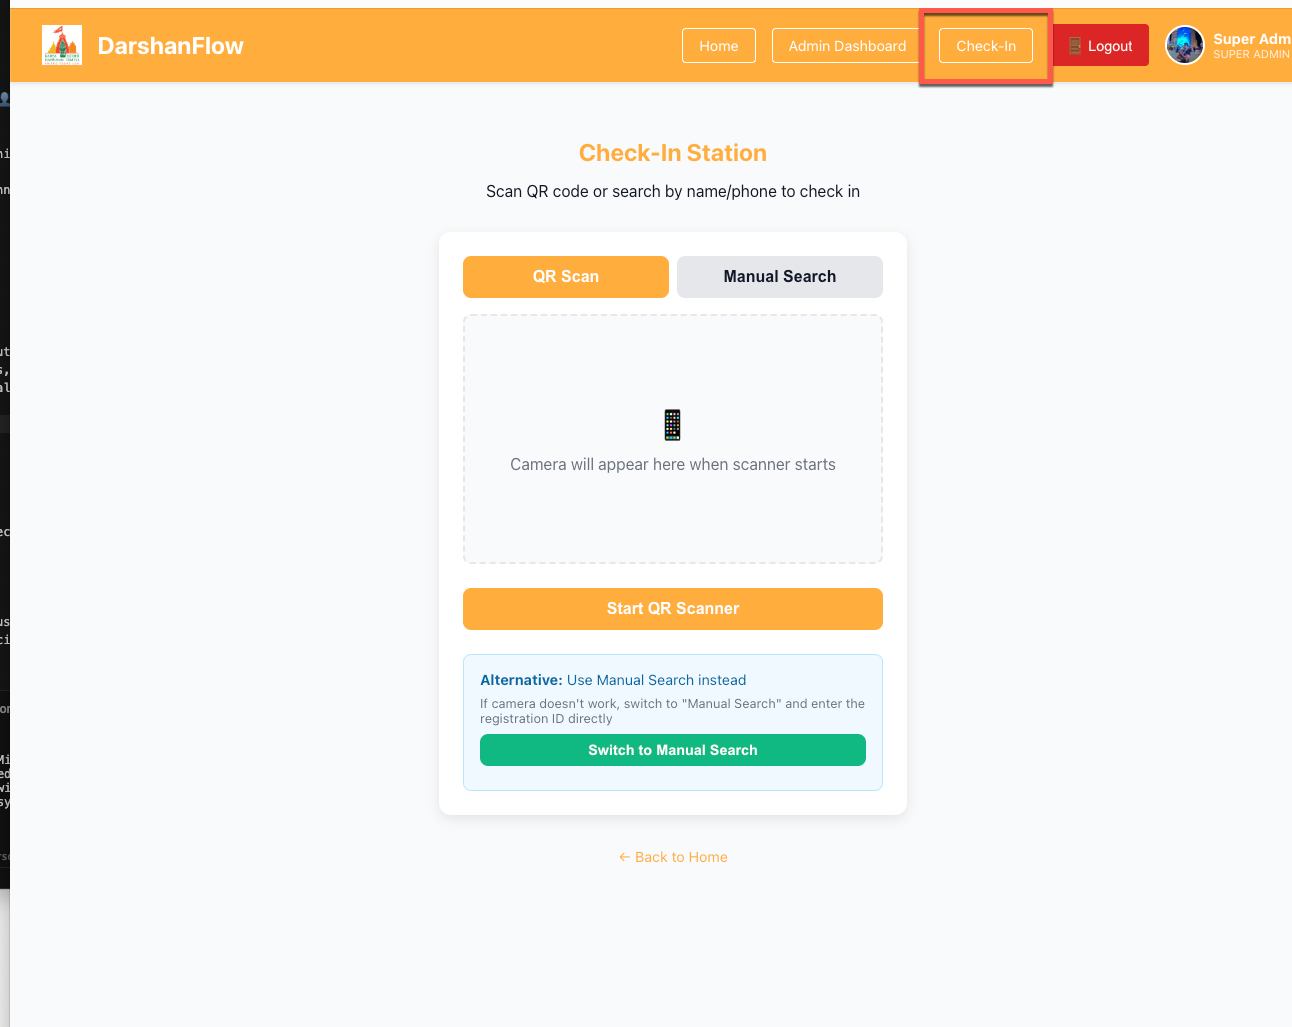 DarshanFlow
Home
Admin Dashboard
Check-In
Logout
Super Adm
SUPER ADMIN
Check-In Station
Scan QR code or search by name/phone to check in
QR Scan
Manual Search
Camera will appear here when scanner starts
Start QR Scanner
Alternative: Use Manual Search instead
If camera doesn't work, switch to "Manual Search" and enter the
registration ID directly
Switch to Manual Search
← Back to Home